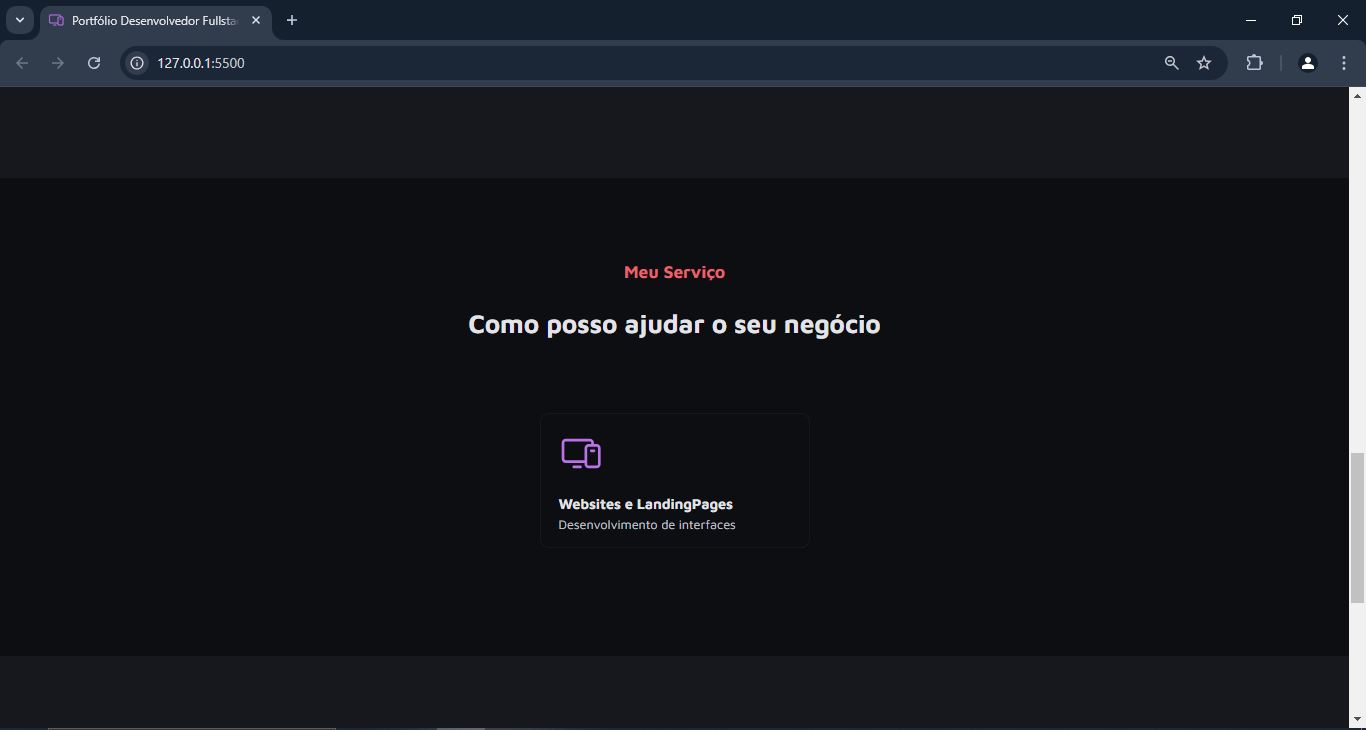 Portfólio Desenvolvedor Fullsta
127.0.0.1:5500
Meu Serviço
Como posso ajudar o seu negócio
Websites e LandingPages
Desenvolvimento de interfaces